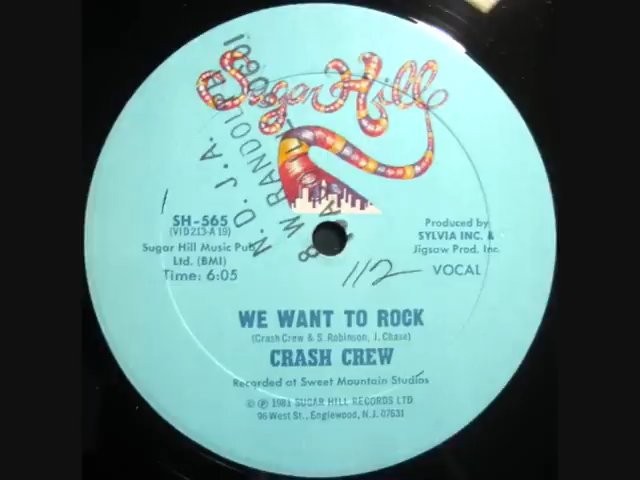 Sugar Hill
N. D. J. A.
W RANDOLPH
SH-565
(VID213-A 19)
Sugar Hill Music Pub.
Ltd. (BMI)
Time: 6:05
Produced by
SYLVIA INC. &
Jigsaw Prod. Inc.
112
VOCAL
WE WANT TO ROCK
(Crash Crew & S. Robinson, J. Chase)
CRASH CREW
Recorded at Sweet Mountain Studios
© ℗ 1981 SUGAR HILL RECORDS LTD
96 West St., Englewood, N.J. 07631